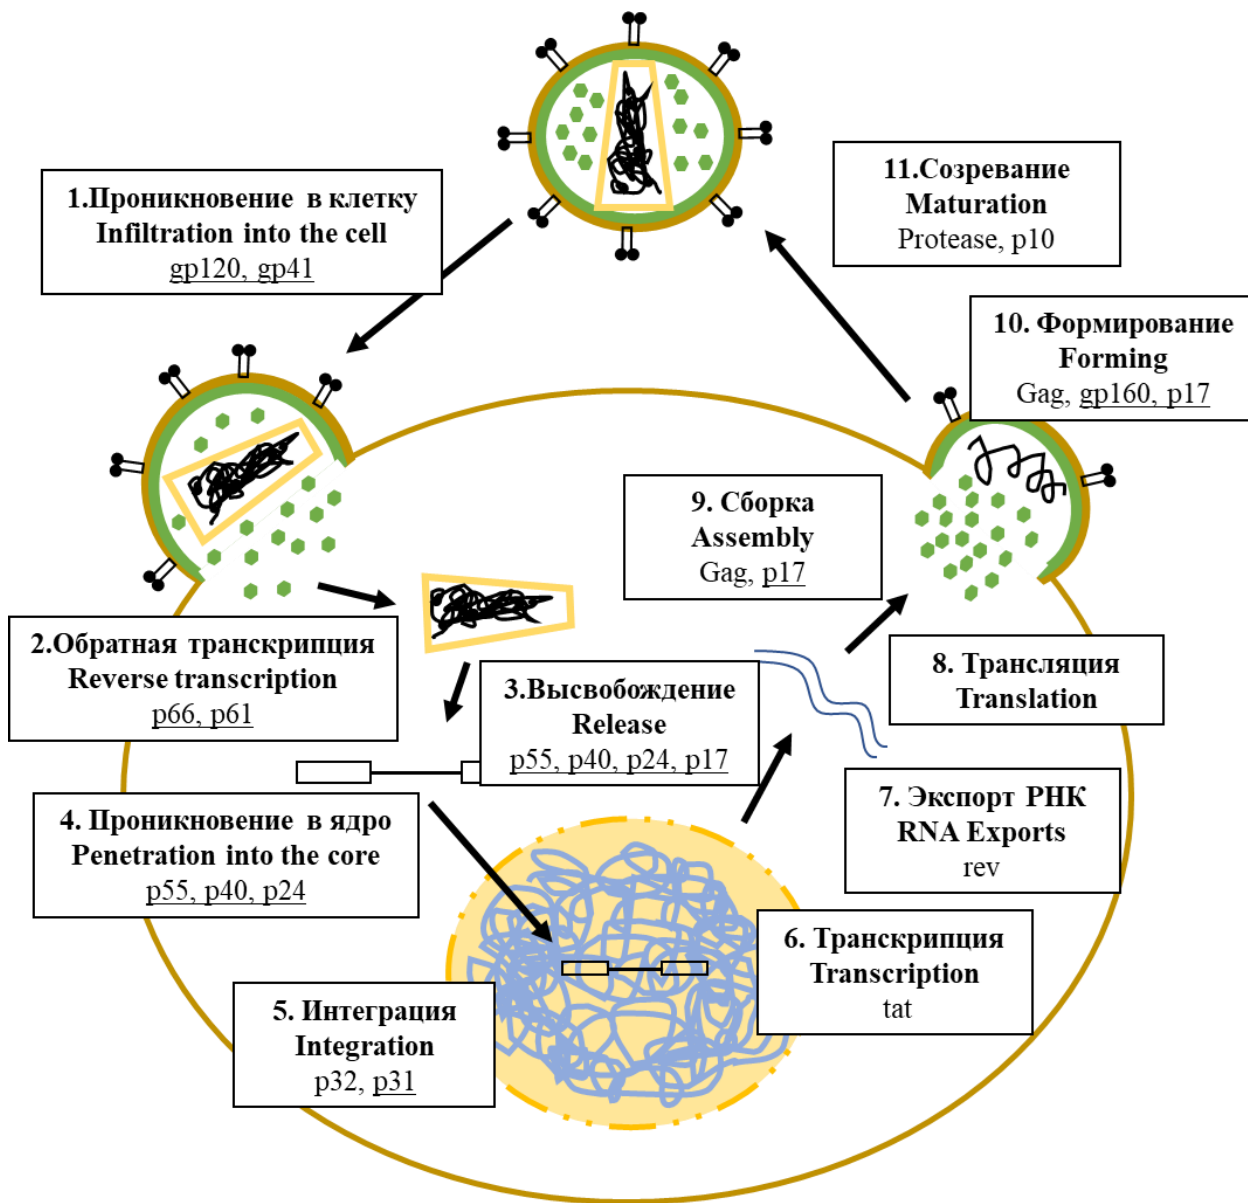 1.Проникновение в клетку
Infiltration into the cell
gp120, gp41
2.Обратная транскрипция
Reverse transcription
p66, p61
3.Высвобождение
Release
p55, p40, p24, p17
4. Проникновение в ядро
Penetration into the core
p55, p40, p24
5. Интеграция
Integration
p32, p31
6. Транскрипция
Transcription
tat
7. Экспорт РНК
RNA Exports
rev
8. Трансляция
Translation
9. Сборка
Assembly
Gag, p17
10. Формирование
Forming
Gag, gp160, p17
11.Созревание
Maturation
Protease, p10